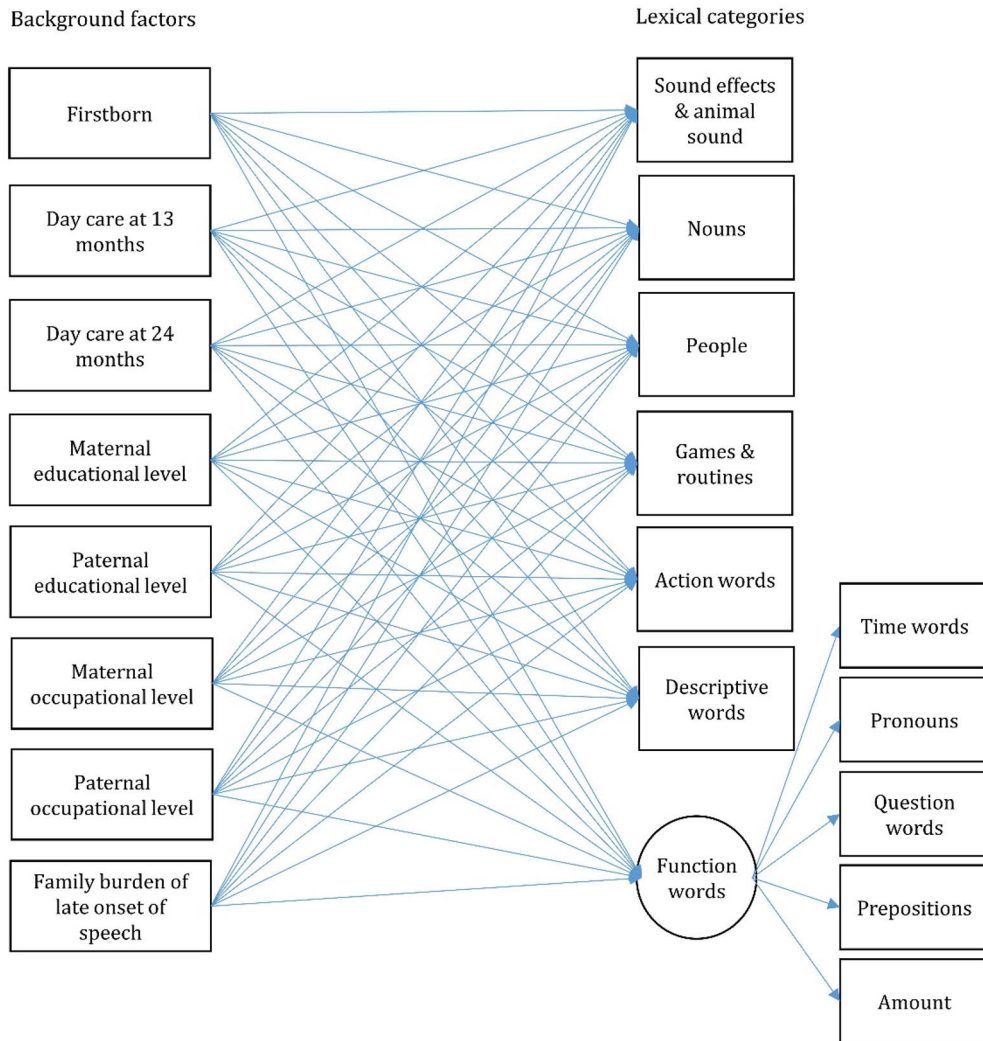 Background factors
Lexical categories
Firstborn
Day care at 13
months
Day care at 24
months
Maternal
educational level
Paternal
educational level
Maternal
occupational level
Paternal
occupational level
Family burden of
late onset of
speech
Sound effects
& animal
sound
Nouns
People
Games &
routines
Action words
Descriptive
words
Function
words
Time words
Pronouns
Question
words
Prepositions
Amount